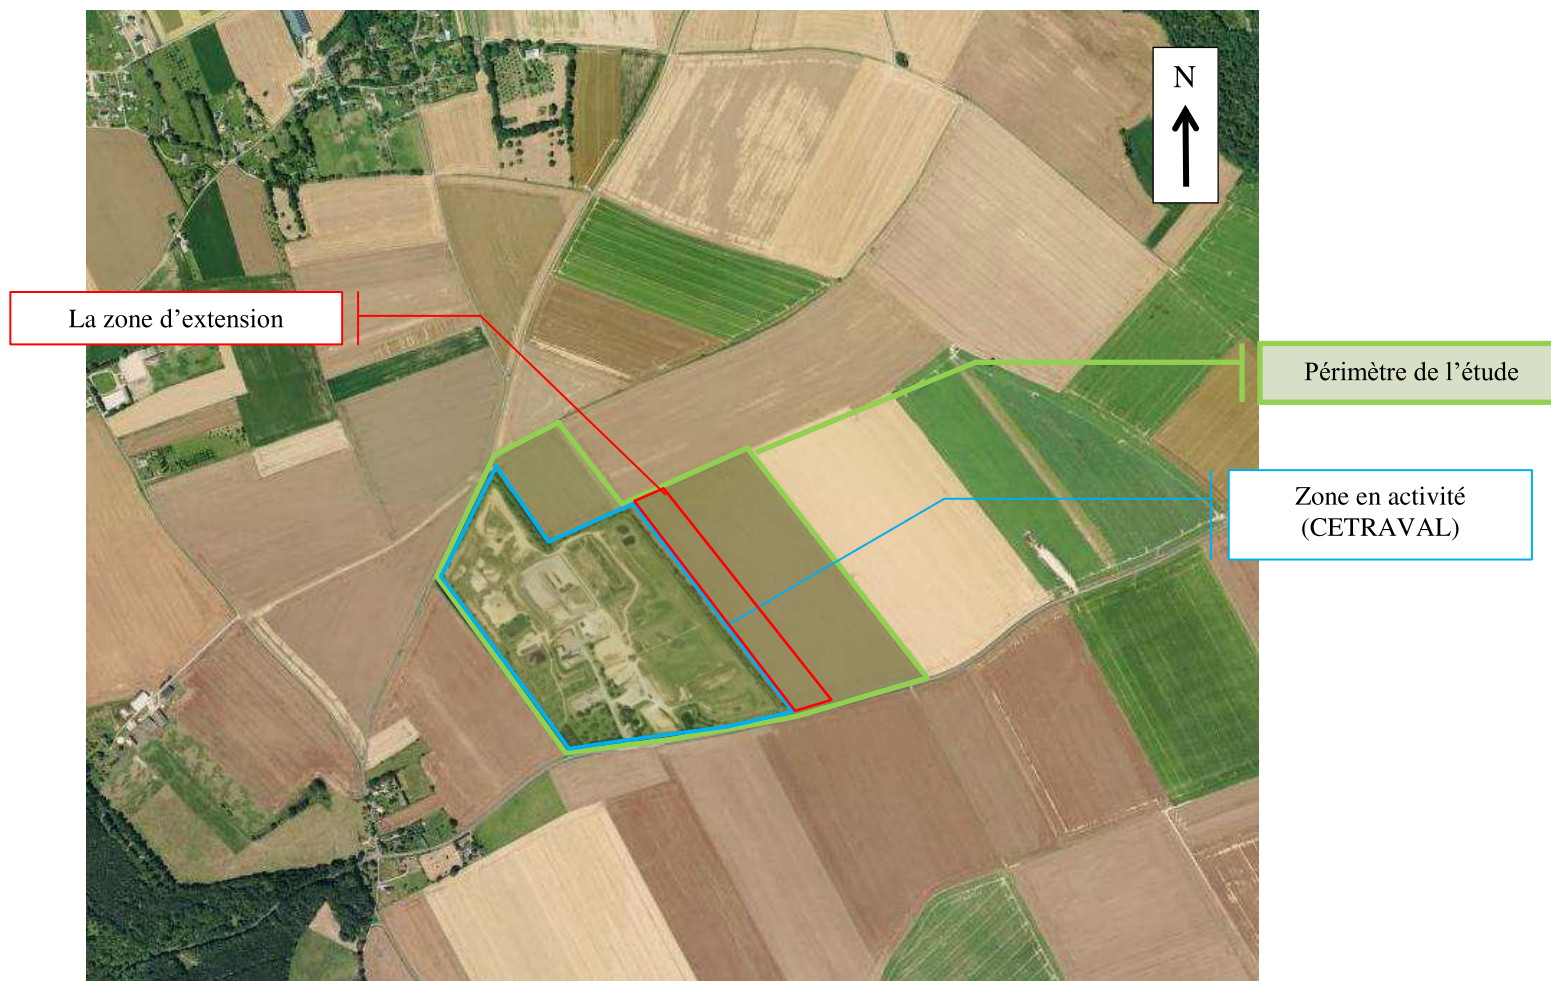 N
La zone d’extension
Périmètre de l’étude
Zone en activité
(CETRAVAL)